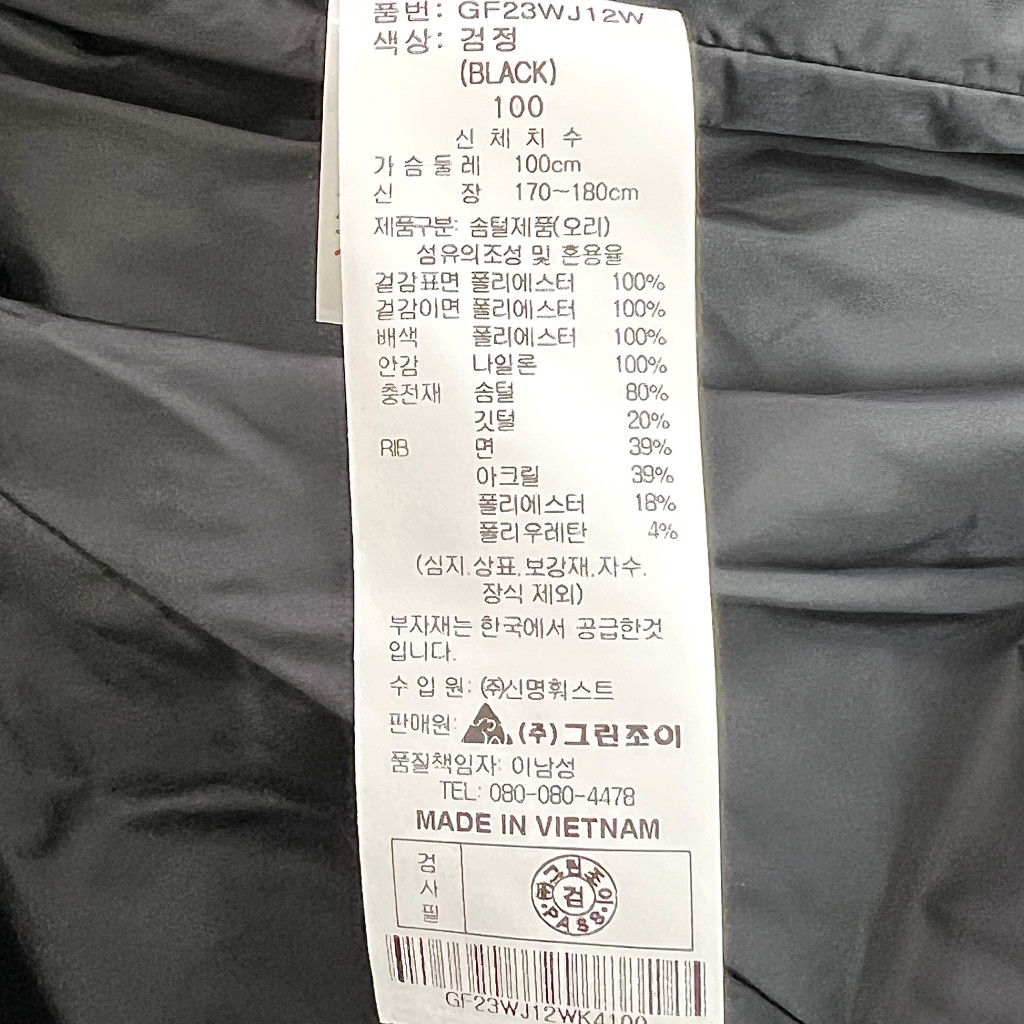 품번: GF23WJ12W
색상: 검정
(BLACK)
100
신체치수
가슴둘레 100cm
신장 170~180cm
제품구분: 솜털제품(오리)
섬유의조성 및 혼용율
겉감표면 폴리에스터 100%
겉감이면 폴리에스터 100%
배색 폴리에스터 100%
안감 나일론 100%
충전재 솜털 80%
깃털 20%
RIB 면 39%
아크릴 39%
폴리에스터 18%
폴리우레탄 4%
(심지.상표.보강재.자수.
장식 제외)
부자재는 한국에서 공급한것
입니다.
수입원: ㈜신명훠스트
판매원: (주)그린조이
품질책임자: 이남성
TEL: 080-080-4478
MADE IN VIETNAM
검사필
㈜그린조이
검
·PASS·
GF23WJ12WK4100